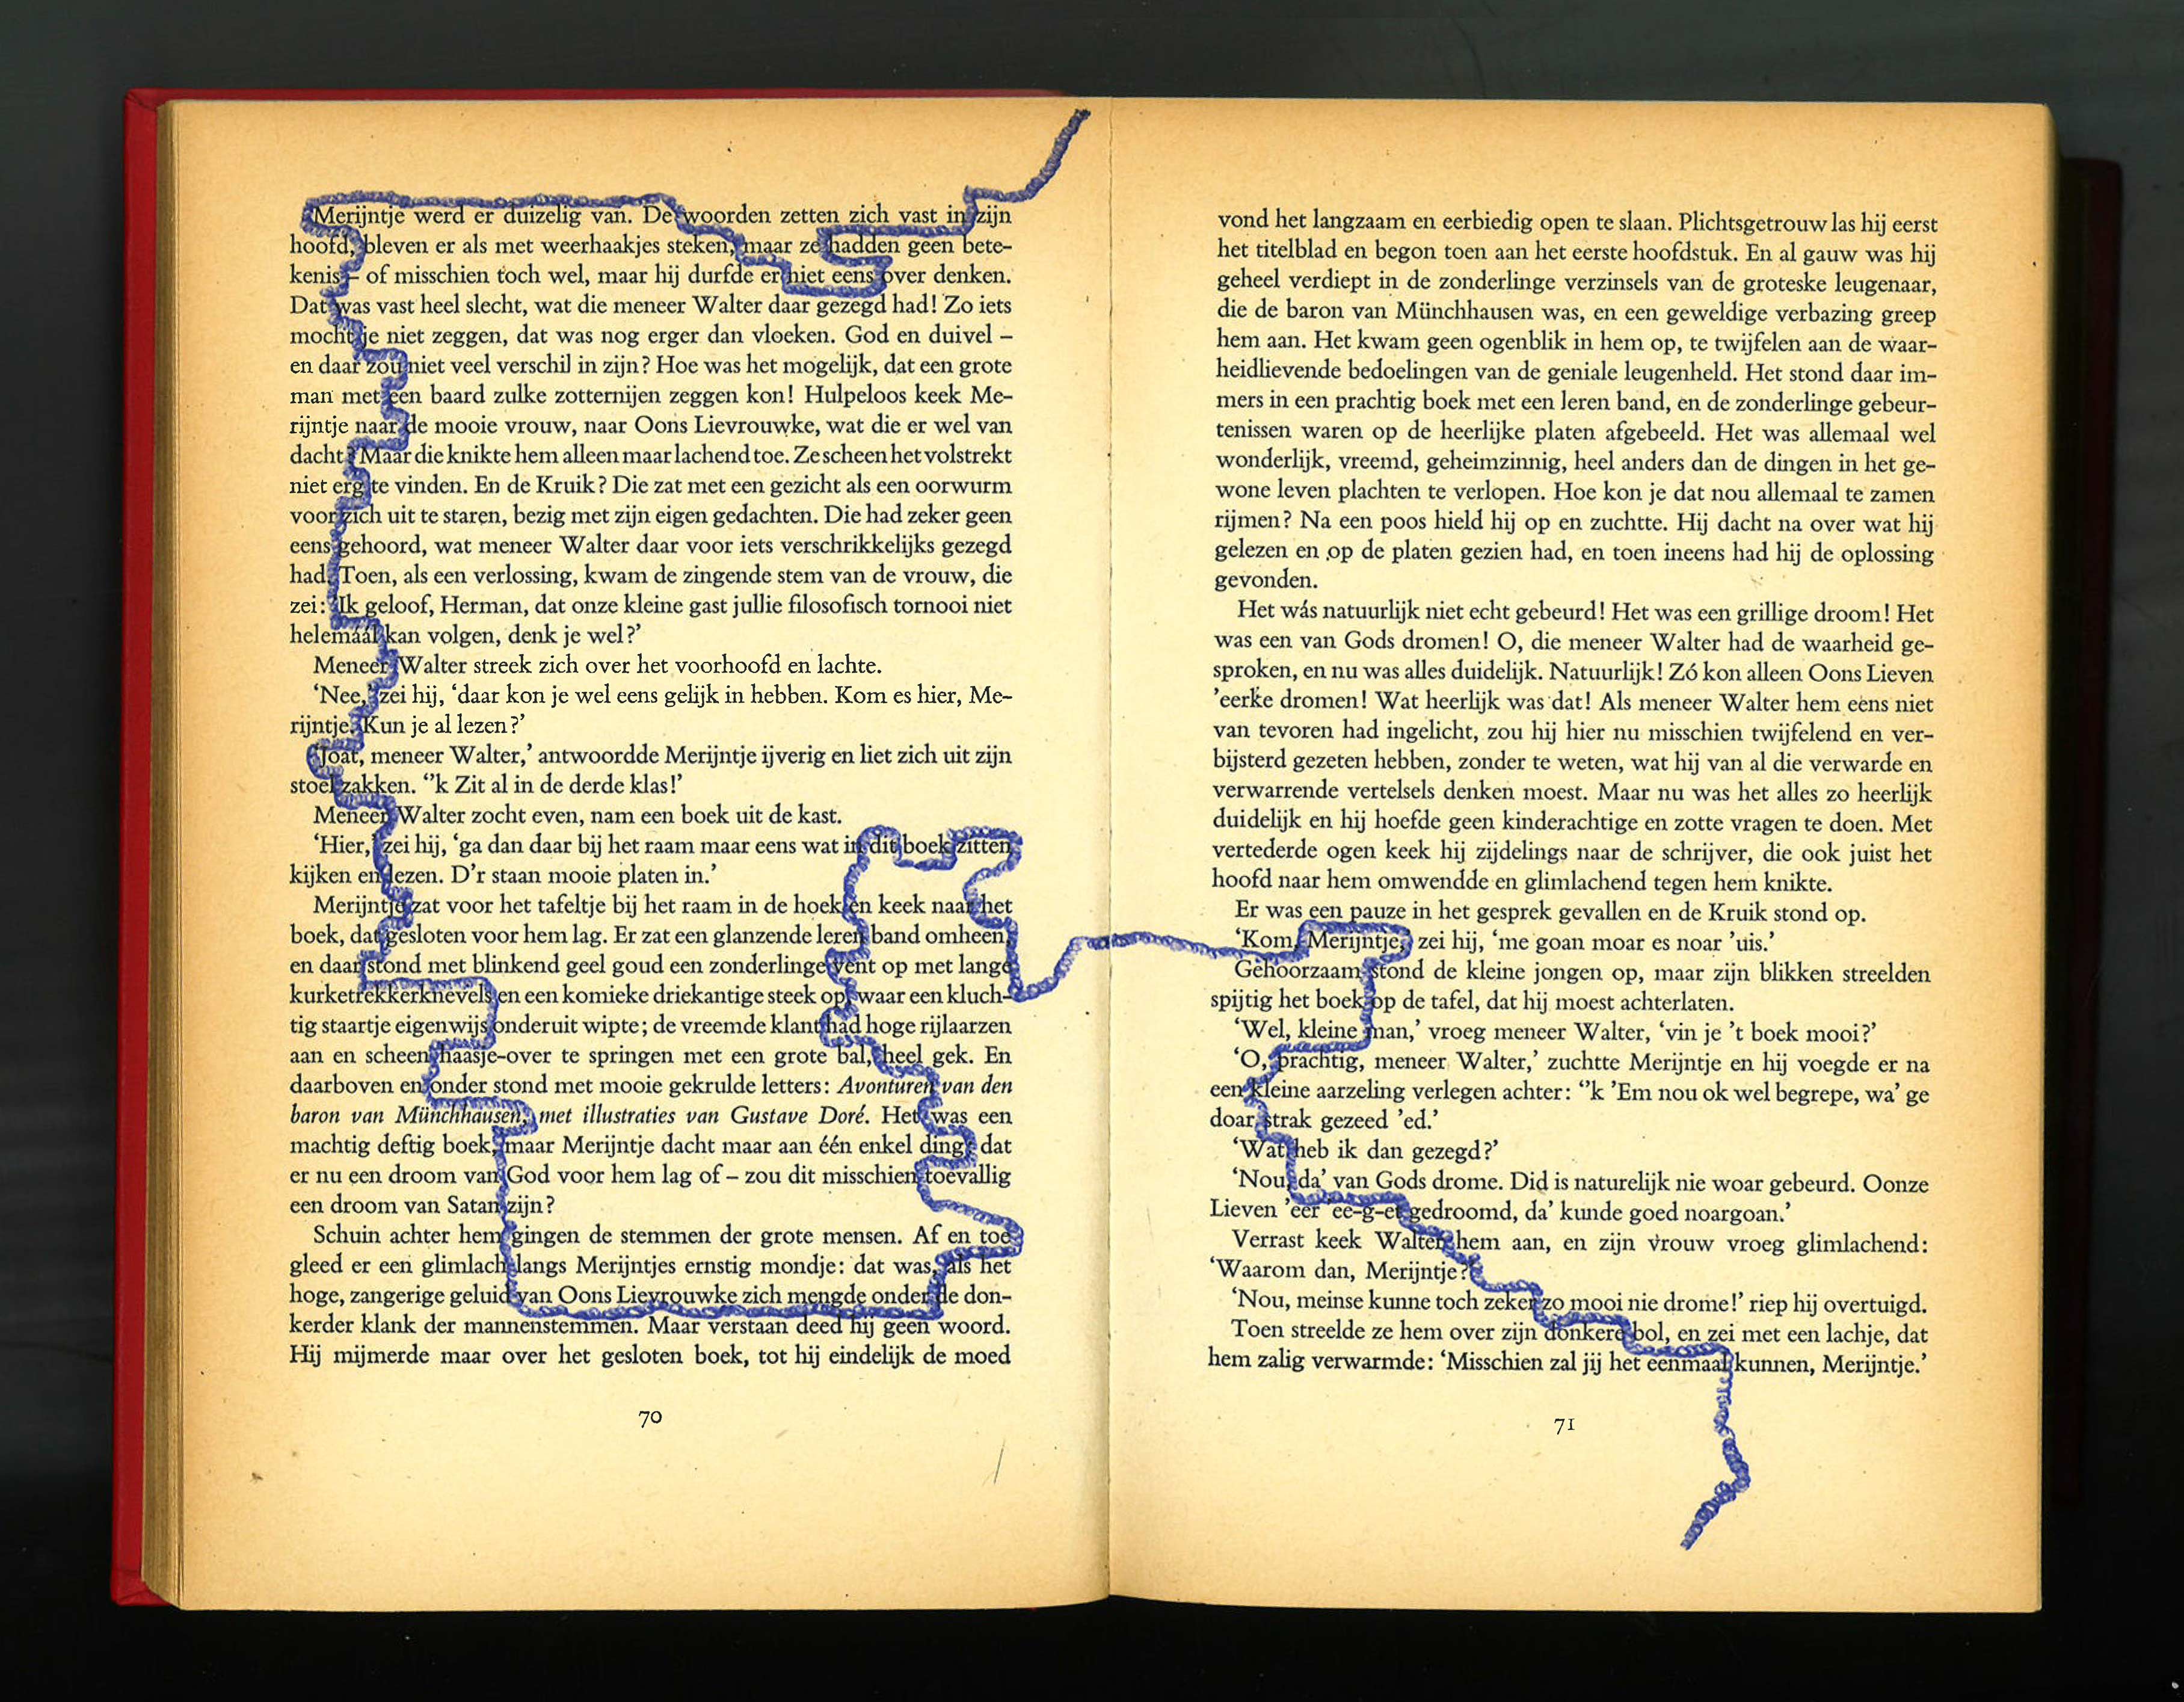 Merijntje werd er duizelig van. De woorden zetten zich vast in zijn
hoofd, bleven er als met weerhaakjes steken, maar ze hadden geen bete-
kenis – of misschien toch wel, maar hij durfde er niet eens over denken.
Dat was vast heel slecht, wat die meneer Walter daar gezegd had! Zo iets
mocht je niet zeggen, dat was nog erger dan vloeken. God en duivel –
en daar zou niet veel verschil in zijn? Hoe was het mogelijk, dat een grote
man met een baard zulke zotternijen zeggen kon! Hulpeloos keek Me-
rijntje naar de mooie vrouw, naar Oons Lievrouwke, wat die er wel van
dacht? Maar die knikte hem alleen maar lachend toe. Ze scheen het volstrekt
niet erg te vinden. En de Kruik? Die zat met een gezicht als een oorwurm
voor zich uit te staren, bezig met zijn eigen gedachten. Die had zeker geen
eens gehoord, wat meneer Walter daar voor iets verschrikkelijks gezegd
had. Toen, als een verlossing, kwam de zingende stem van de vrouw, die
zei: ‘Ik geloof, Herman, dat onze kleine gast jullie filosofisch tornooi niet
helemáál kan volgen, denk je wel?’
Meneer Walter streek zich over het voorhoofd en lachte.
‘Nee,’ zei hij, ‘daar kon je wel eens gelijk in hebben. Kom es hier, Me-
rijntje. Kun je al lezen?’
‘Joat, meneer Walter,’ antwoordde Merijntje ijverig en liet zich uit zijn
stoel zakken. ‘’k Zit al in de derde klas!’
Meneer Walter zocht even, nam een boek uit de kast.
‘Hier,’ zei hij, ‘ga dan daar bij het raam maar eens wat in dit boek zitten
kijken en lezen. D’r staan mooie platen in.’
Merijntje zat voor het tafeltje bij het raam in de hoek en keek naar het
boek, dat gesloten voor hem lag. Er zat een glanzende leren band omheen,
en daar stond met blinkend geel goud een zonderlinge vent op met lange
kurketrekkerknevels en een komieke driekantige steek op, waar een kluch-
tig staartje eigenwijs onderuit wipte; de vreemde klant had hoge rijlaarzen
aan en scheen haasje-over te springen met een grote bal, heel gek. En
daarboven en onder stond met mooie gekrulde letters: Avonturen van den
baron van Münchhausen, met illustraties van Gustave Doré. Het was een
machtig deftig boek, maar Merijntje dacht maar aan één enkel ding: dat
er nu een droom van God voor hem lag of – zou dit misschien toevallig
een droom van Satan zijn?
Schuin achter hem gingen de stemmen der grote mensen. Af en toe
gleed er een glimlach langs Merijntjes ernstig mondje: dat was, als het
hoge, zangerige geluid van Oons Lievrouwke zich mengde onder de don-
kerder klank der mannenstemmen. Maar verstaan deed hij geen woord.
Hij mijmerde maar over het gesloten boek, tot hij eindelijk de moed
70
vond het langzaam en eerbiedig open te slaan. Plichtsgetrouw las hij eerst
het titelblad en begon toen aan het eerste hoofdstuk. En al gauw was hij
geheel verdiept in de zonderlinge verzinsels van de groteske leugenaar,
die de baron van Münchhausen was, en een geweldige verbazing greep
hem aan. Het kwam geen ogenblik in hem op, te twijfelen aan de waar-
heidlievende bedoelingen van de geniale leugenheld. Het stond daar im-
mers in een prachtig boek met een leren band, en de zonderlinge gebeur-
tenissen waren op de heerlijke platen afgebeeld. Het was allemaal wel
wonderlijk, vreemd, geheimzinnig, heel anders dan de dingen in het ge-
wone leven plachten te verlopen. Hoe kon je dat nou allemaal te zamen
rijmen? Na een poos hield hij op en zuchtte. Hij dacht na over wat hij
gelezen en op de platen gezien had, en toen ineens had hij de oplossing
gevonden.
Het wás natuurlijk niet echt gebeurd! Het was een grillige droom! Het
was een van Gods dromen! O, die meneer Walter had de waarheid ge-
sproken, en nu was alles duidelijk. Natuurlijk! Zó kon alleen Oons Lieven
’eerke dromen! Wat heerlijk was dat! Als meneer Walter hem eens niet
van tevoren had ingelicht, zou hij hier nu misschien twijfelend en ver-
bijsterd gezeten hebben, zonder te weten, wat hij van al die verwarde en
verwarrende vertelsels denken moest. Maar nu was het alles zo heerlijk
duidelijk en hij hoefde geen kinderachtige en zotte vragen te doen. Met
vertederde ogen keek hij zijdelings naar de schrijver, die ook juist het
hoofd naar hem omwendde en glimlachend tegen hem knikte.
Er was een pauze in het gesprek gevallen en de Kruik stond op.
‘Kom, Merijntje,’ zei hij, ‘me goan moar es noar ’uis.’
Gehoorzaam stond de kleine jongen op, maar zijn blikken streelden
spijtig het boek op de tafel, dat hij moest achterlaten.
‘Wel, kleine man,’ vroeg meneer Walter, ‘vin je ’t boek mooi?’
‘O, prachtig, meneer Walter,’ zuchtte Merijntje en hij voegde er na
een kleine aarzeling verlegen achter: ‘’k ’Em nou ok wel begrepe, wa’ ge
doar strak gezeed ’ed.’
‘Wat heb ik dan gezegd?’
‘Nou, da’ van Gods drome. Did is naturelijk nie woar gebeurd. Oonze
Lieven ’eer ’ee-g-et gedroomd, da’ kunde goed noargoan.’
Verrast keek Walter hem aan, en zijn vrouw vroeg glimlachend:
‘Waarom dan, Merijntje?’
‘Nou, meinse kunne toch zeker zo mooi nie drome!’ riep hij overtuigd.
Toen streelde ze hem over zijn donkere bol, en zei met een lachje, dat
hem zalig verwarmde: ‘Misschien zal jij het eenmaal kunnen, Merijntje.’
71